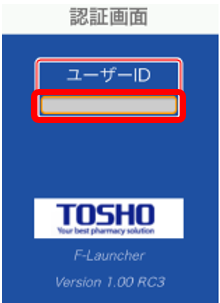 認証画面
ユーザーID
TOSHO
Your best pharmacy solution
F-Launcher
Version 1.00 RC3